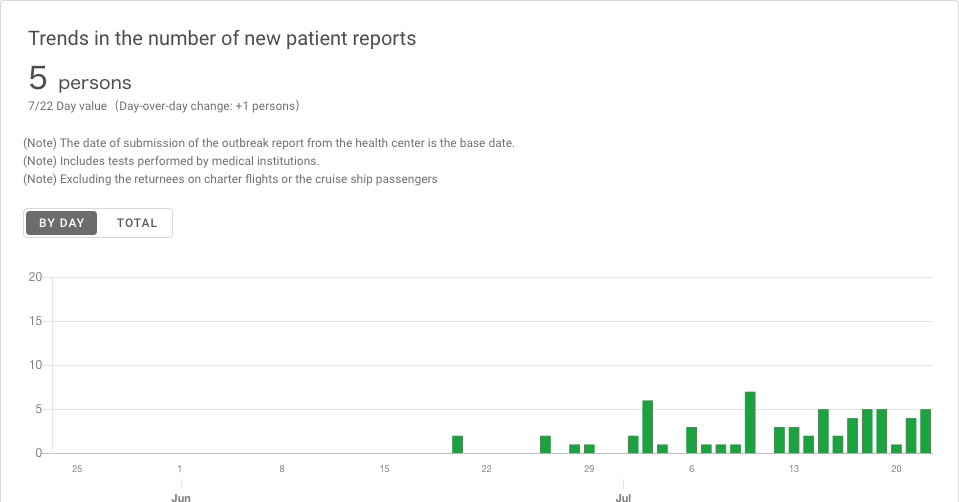 Trends in the number of new patient reports
5 persons
7/22 Day value（Day-over-day change: +1 persons）
(Note) The date of submission of the outbreak report from the health center is the base date.
(Note) Includes tests performed by medical institutions.
(Note) Excluding the returnees on charter flights or the cruise ship passengers
BY DAY TOTAL
20
15
10
5
0
25 1 8 15 22 29 6 13 20
Jun Jul